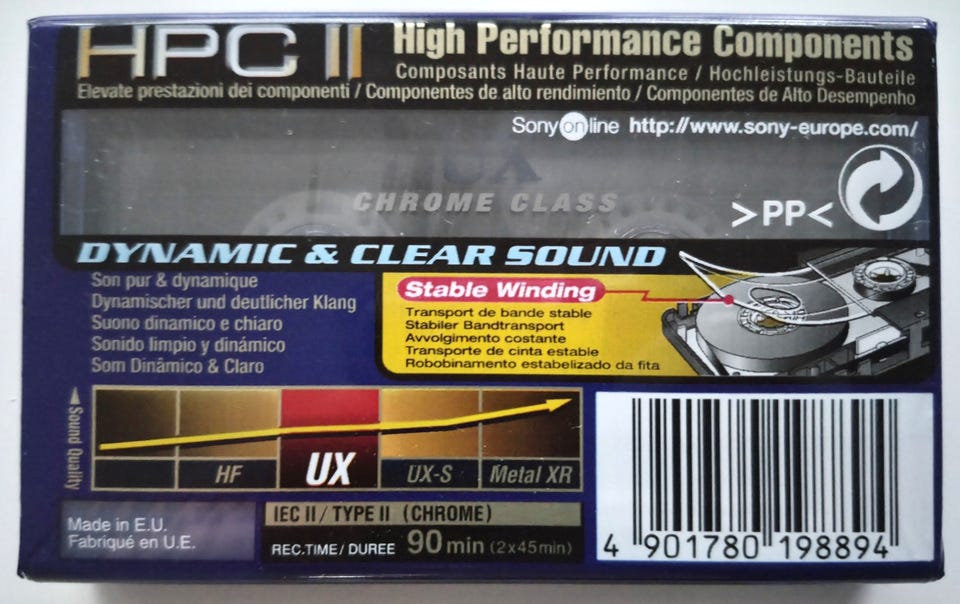 HPC II
High Performance Components
Composants Haute Performance / Hochleistungs-Bauteile
Elevate prestazioni dei componenti / Componentes de alto rendimiento / Componentes de Alto Desempenho
Sony on line http://www.sony-europe.com/
UX
CHROME CLASS
>PP<
DYNAMIC & CLEAR SOUND
Son pur & dynamique
Dynamischer und deutlicher Klang
Suono dinamico e chiaro
Sonido limpio y dinámico
Som Dinâmico & Claro
Stable Winding
Transport de bande stable
Stabiler Bandtransport
Avvolgimento costante
Transporte de cinta estable
Robobinamento estabelizado da fita
Sound Quality
HF
UX
UX-S
Metal XR
Made in E.U.
Fabriqué en U.E.
IEC II / TYPE II (CHROME)
REC.TIME / DUREE 90 min (2x45min)
4 901780 198894